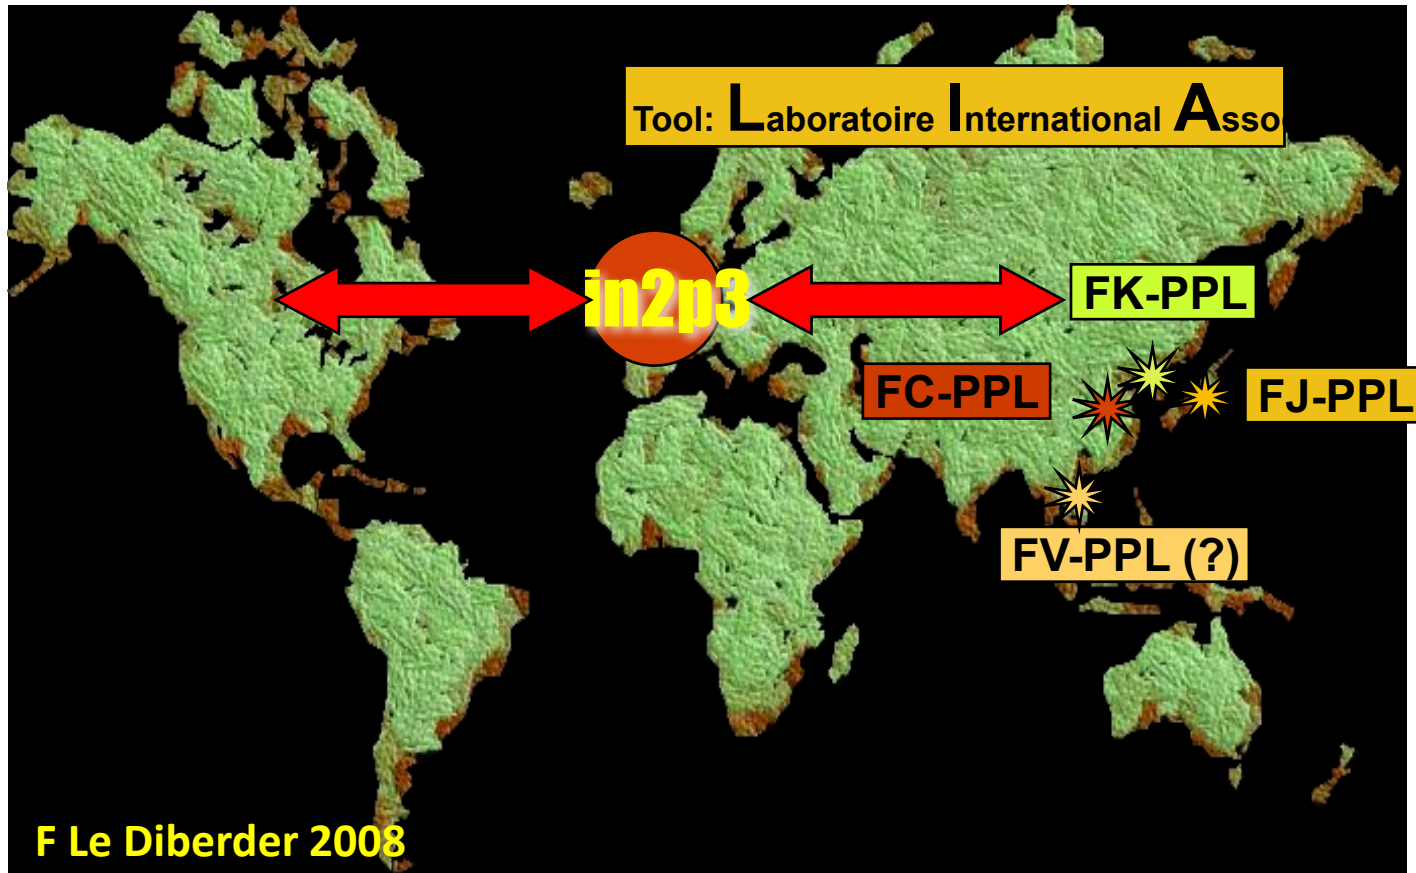 Tool: Laboratoire International Asso
in2p3
FK-PPL
FC-PPL
FJ-PPL
FV-PPL (?)
F Le Diberder 2008